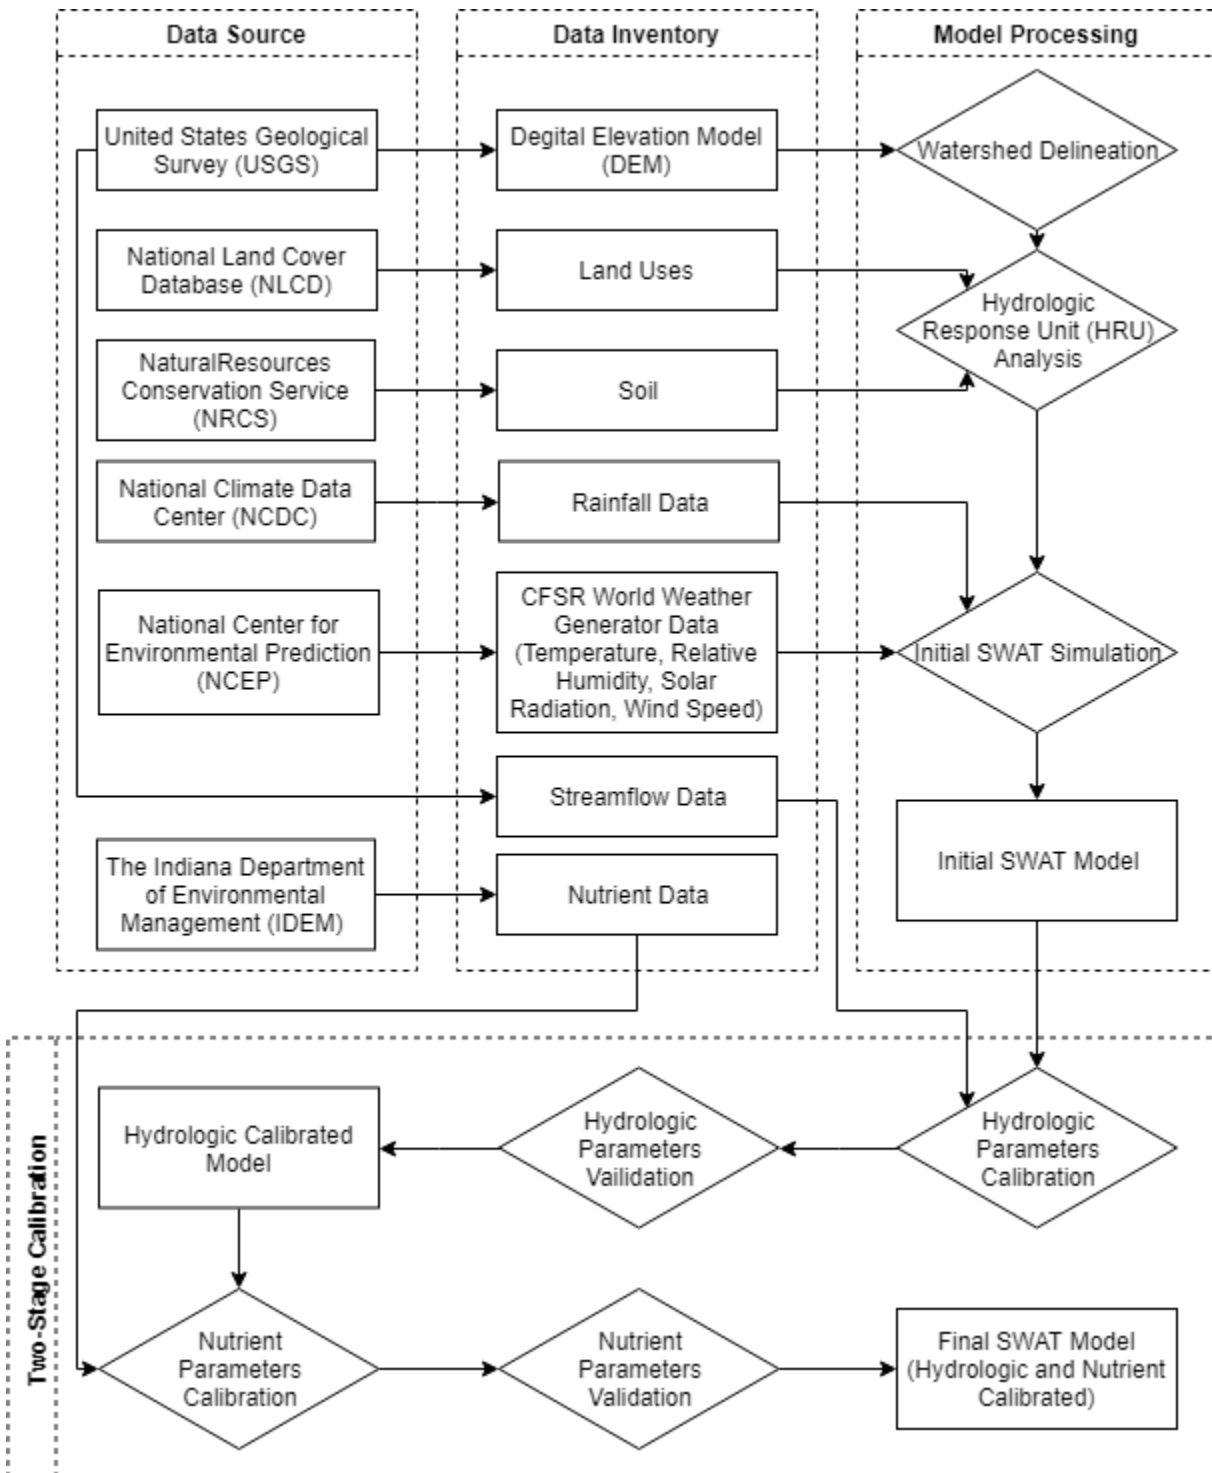 Data Source
Data Inventory
Model Processing
United States Geological
Survey (USGS)
Degital Elevation Model
(DEM)
Watershed Delineation
National Land Cover
Database (NLCD)
Land Uses
Hydrologic
Response Unit (HRU)
Analysis
NaturalResources
Conservation Service
(NRCS)
Soil
National Climate Data
Center (NCDC)
Rainfall Data
National Center for
Environmental Prediction
(NCEP)
CFSR World Weather
Generator Data
(Temperature, Relative
Humidity, Solar
Radiation, Wind Speed)
Initial SWAT Simulation
Streamflow Data
Initial SWAT Model
The Indiana Department
of Environmental
Management (IDEM)
Nutrient Data
Two-Stage Calibration
Hydrologic Calibrated
Model
Hydrologic
Parameters
Vailidation
Hydrologic
Parameters
Calibration
Nutrient
Parameters
Calibration
Nutrient
Parameters
Validation
Final SWAT Model
(Hydrologic and Nutrient
Calibrated)